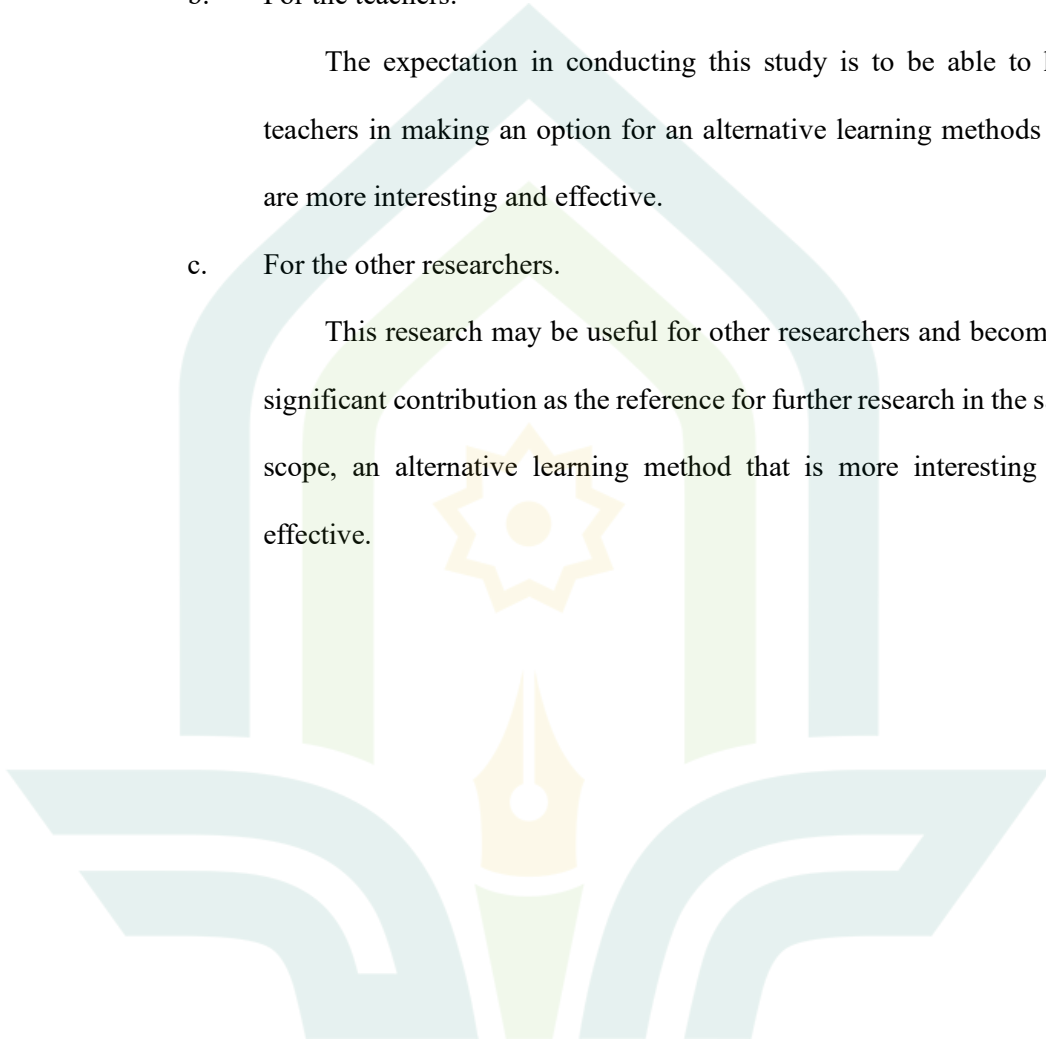 b. For the teachers.
The expectation in conducting this study is to be able to
teachers in making an option for an alternative learning methods
are more interesting and effective.
c. For the other researchers.
This research may be useful for other researchers and becom
significant contribution as the reference for further research in the s
scope, an alternative learning method that is more interesting
effective.